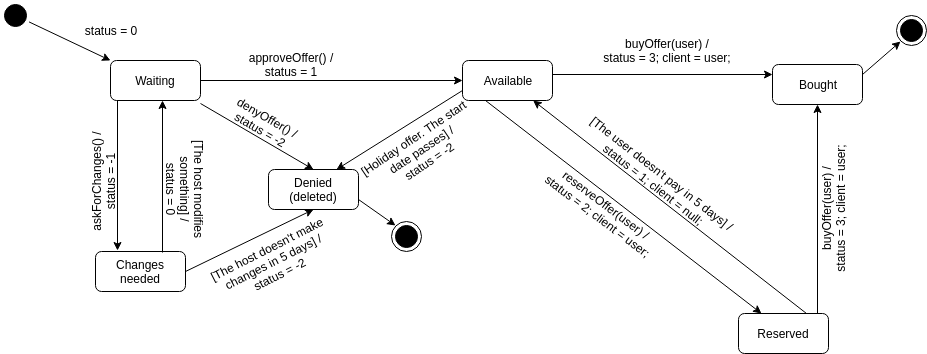 status = 0
Waiting
approveOffer() /
status = 1
Available
buyOffer(user) /
status = 3; client = user;
Bought
denyOffer() /
status = -2
[Holiday offer. The start
date passes] /
status = -2
[The user doesn't pay in 5 days] /
status = 1; client = null;
askForChanges() /
status = -1
[The host modifies
something] /
status = 0
Denied
(deleted)
reserveOffer(user) /
status = 2; client = user;
buyOffer(user) /
status = 3; client = user;
Changes
needed
[The host doesn't make
changes in 5 days] /
status = -2
Reserved